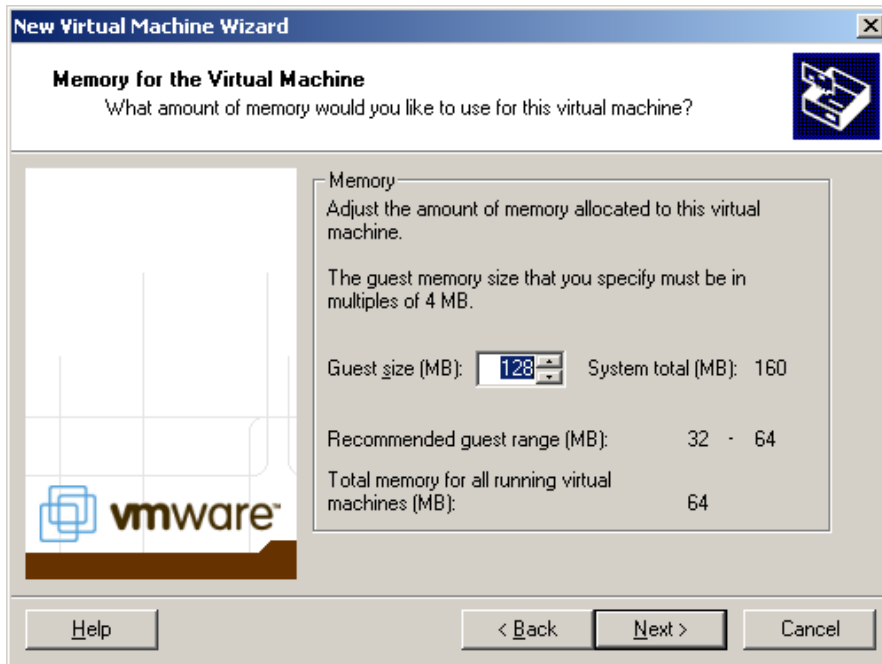 New Virtual Machine Wizard
Memory for the Virtual Machine
What amount of memory would you like to use for this virtual machine?
Memory
Adjust the amount of memory allocated to this virtual
machine.
The guest memory size that you specify must be in
multiples of 4 MB.
Guest size (MB): 128 System total (MB): 160
Recommended guest range (MB): 32 - 64
Total memory for all running virtual
machines (MB): 64
vmware™
Help < Back Next > Cancel